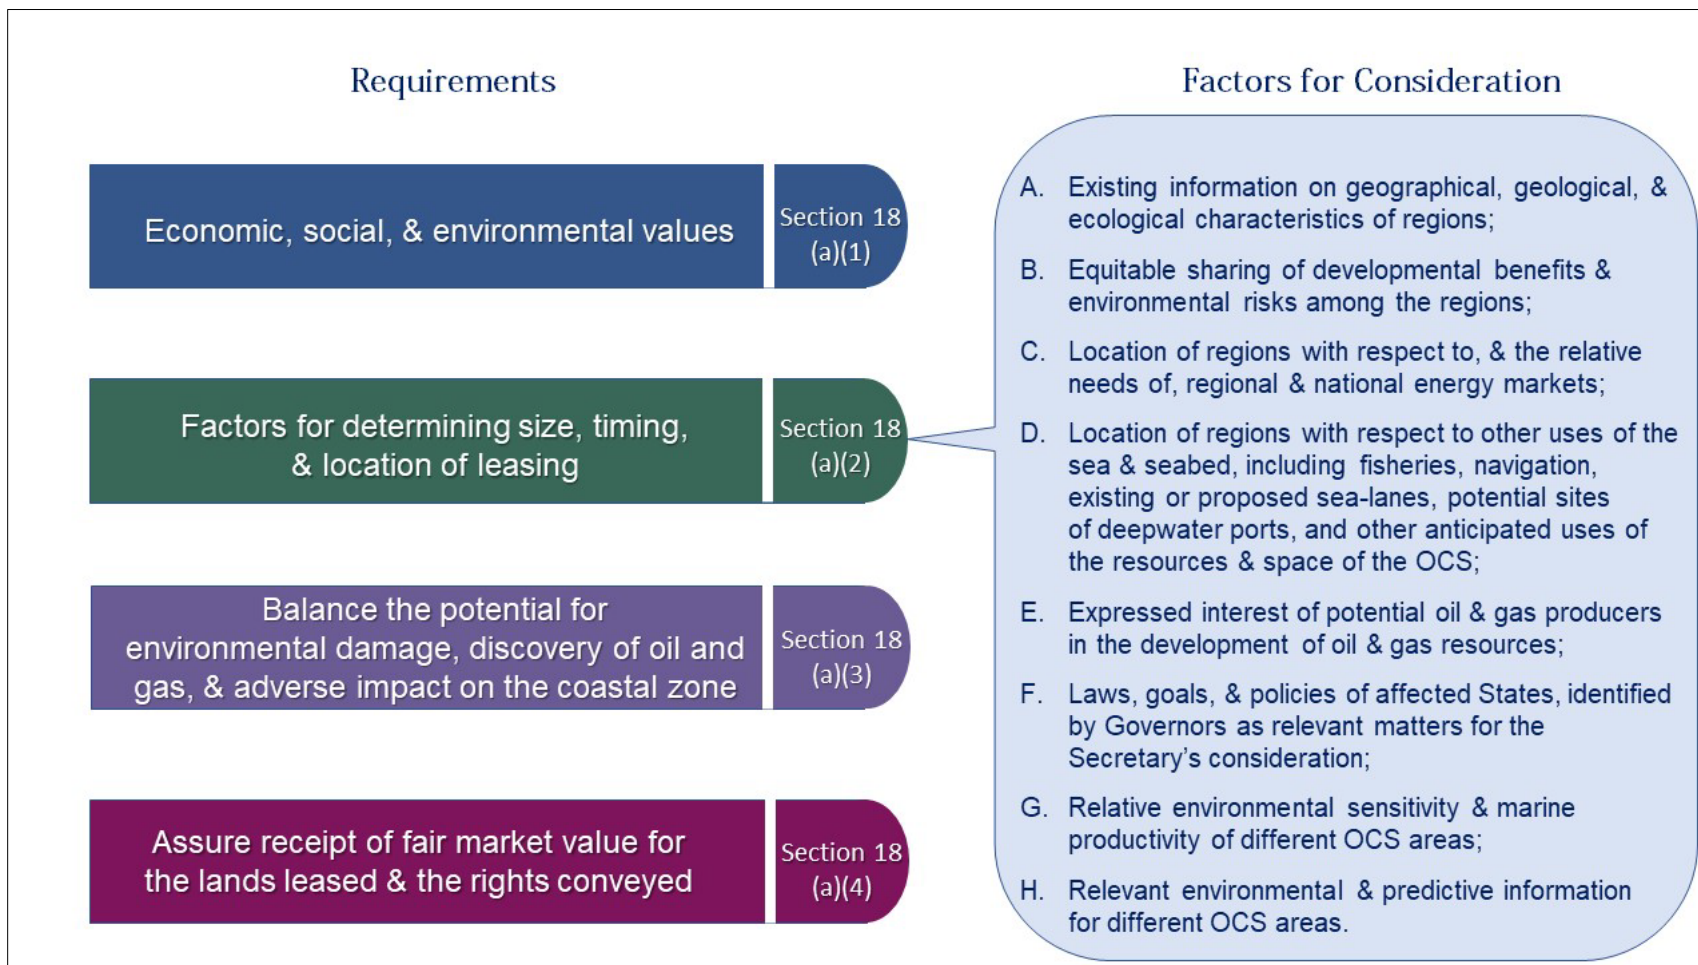 Requirements
Economic, social, & environmental values
Section 18
(a)(1)
Factors for determining size, timing,
& location of leasing
Section 18
(a)(2)
Balance the potential for
environmental damage, discovery of oil and
gas, & adverse impact on the coastal zone
Section 18
(a)(3)
Assure receipt of fair market value for
the lands leased & the rights conveyed
Section 18
(a)(4)
Factors for Consideration
A. Existing information on geographical, geological, &
ecological characteristics of regions;
B. Equitable sharing of developmental benefits &
environmental risks among the regions;
C. Location of regions with respect to, & the relative
needs of, regional & national energy markets;
D. Location of regions with respect to other uses of the
sea & seabed, including fisheries, navigation,
existing or proposed sea-lanes, potential sites
of deepwater ports, and other anticipated uses of
the resources & space of the OCS;
E. Expressed interest of potential oil & gas producers
in the development of oil & gas resources;
F. Laws, goals, & policies of affected States, identified
by Governors as relevant matters for the
Secretary’s consideration;
G. Relative environmental sensitivity & marine
productivity of different OCS areas;
H. Relevant environmental & predictive information
for different OCS areas.